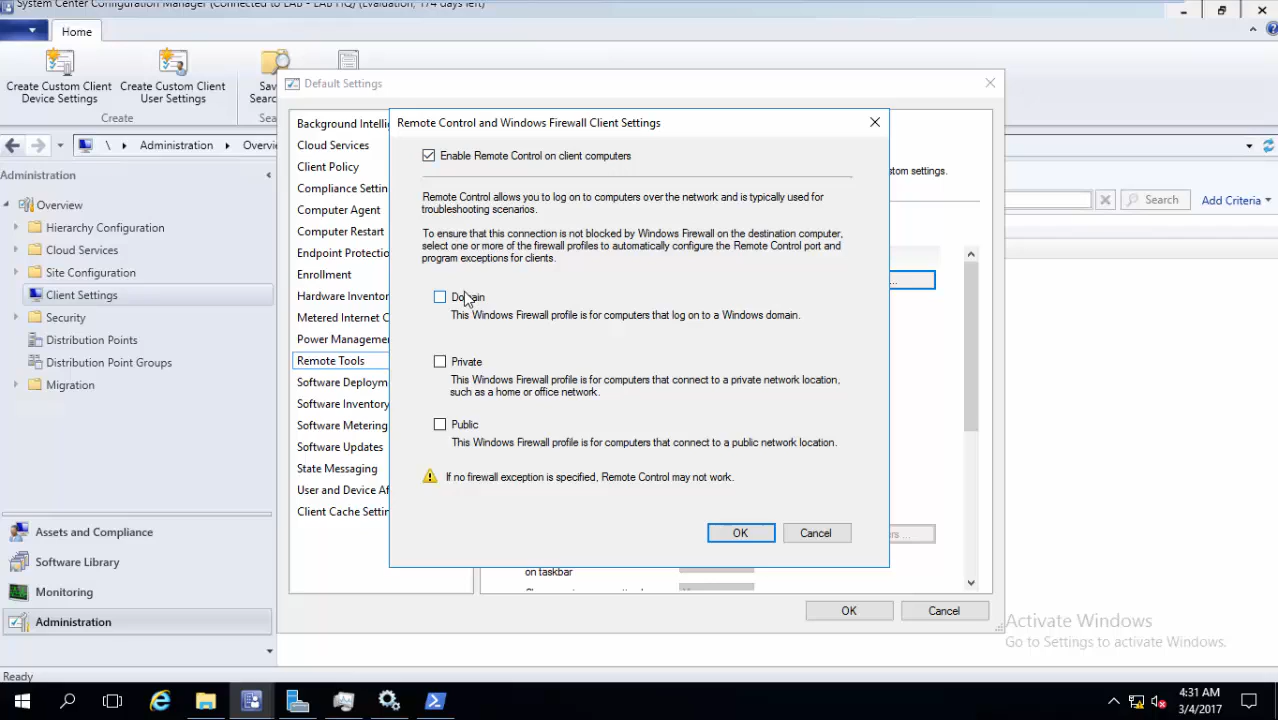 System Center Configuration Manager (Connected to LAB - LAB HQ) (Evaluation, 174 days left)
Home
Create Custom Client
Device Settings
Create Custom Client
User Settings
Sav
Searc
Create
Sea
\ Administration Overvi
Administration
Overview
Hierarchy Configuration
Cloud Services
Site Configuration
Client Settings
Security
Distribution Points
Distribution Point Groups
Migration
Assets and Compliance
Software Library
Monitoring
Administration
Ready
Search
Add Criteria
Default Settings
Background Intelli
Cloud Services
Client Policy
Compliance Settin
Computer Agent
Computer Restart
Endpoint Protectio
Enrollment
Hardware Inventor
Metered Internet C
Power Manageme
Remote Tools
Software Deploym
Software Inventory
Software Metering
Software Updates
State Messaging
User and Device Af
Client Cache Settin
stom settings.
...
ers ...
on taskbar
OK
Cancel
Remote Control and Windows Firewall Client Settings
Enable Remote Control on client computers
Remote Control allows you to log on to computers over the network and is typically used for
troubleshooting scenarios.
To ensure that this connection is not blocked by Windows Firewall on the destination computer,
select one or more of the firewall profiles to automatically configure the Remote Control port and
program exceptions for clients.
Domain
This Windows Firewall profile is for computers that log on to a Windows domain.
Private
This Windows Firewall profile is for computers that connect to a private network location,
such as a home or office network.
Public
This Windows Firewall profile is for computers that connect to a public network location.
If no firewall exception is specified, Remote Control may not work.
OK
Cancel
Activate Windows
Go to Settings to activate Windows.
4:31 AM
3/4/2017